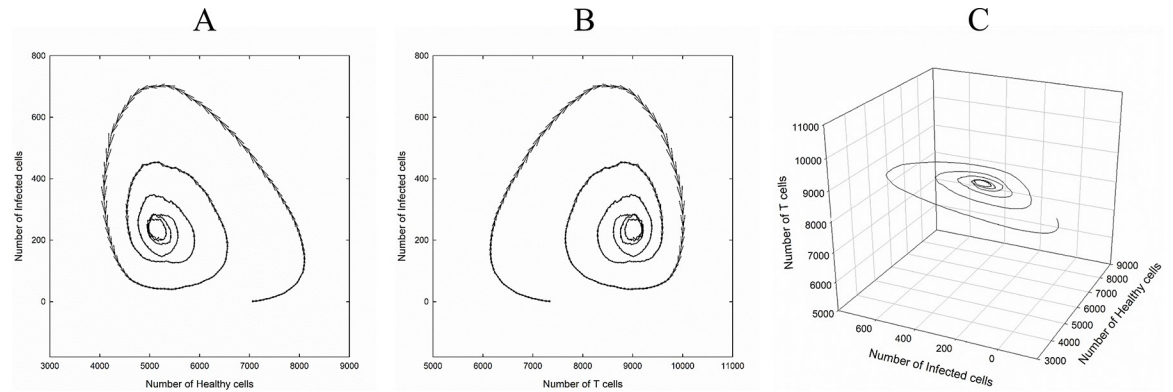 A
B
C
800
600
400
200
0
Number of Infected cells
3000 4000 5000 6000 7000 8000 9000
Number of Healthy cells
800
600
400
200
0
Number of Infected cells
5000 6000 7000 8000 9000 10000 11000
Number of T cells
11000
10000
9000
8000
7000
6000
5000
Number of T cells
600 400 200 0
Number of Infected cells
9000
8000
7000
6000
5000
4000
3000
Number of Healthy cells